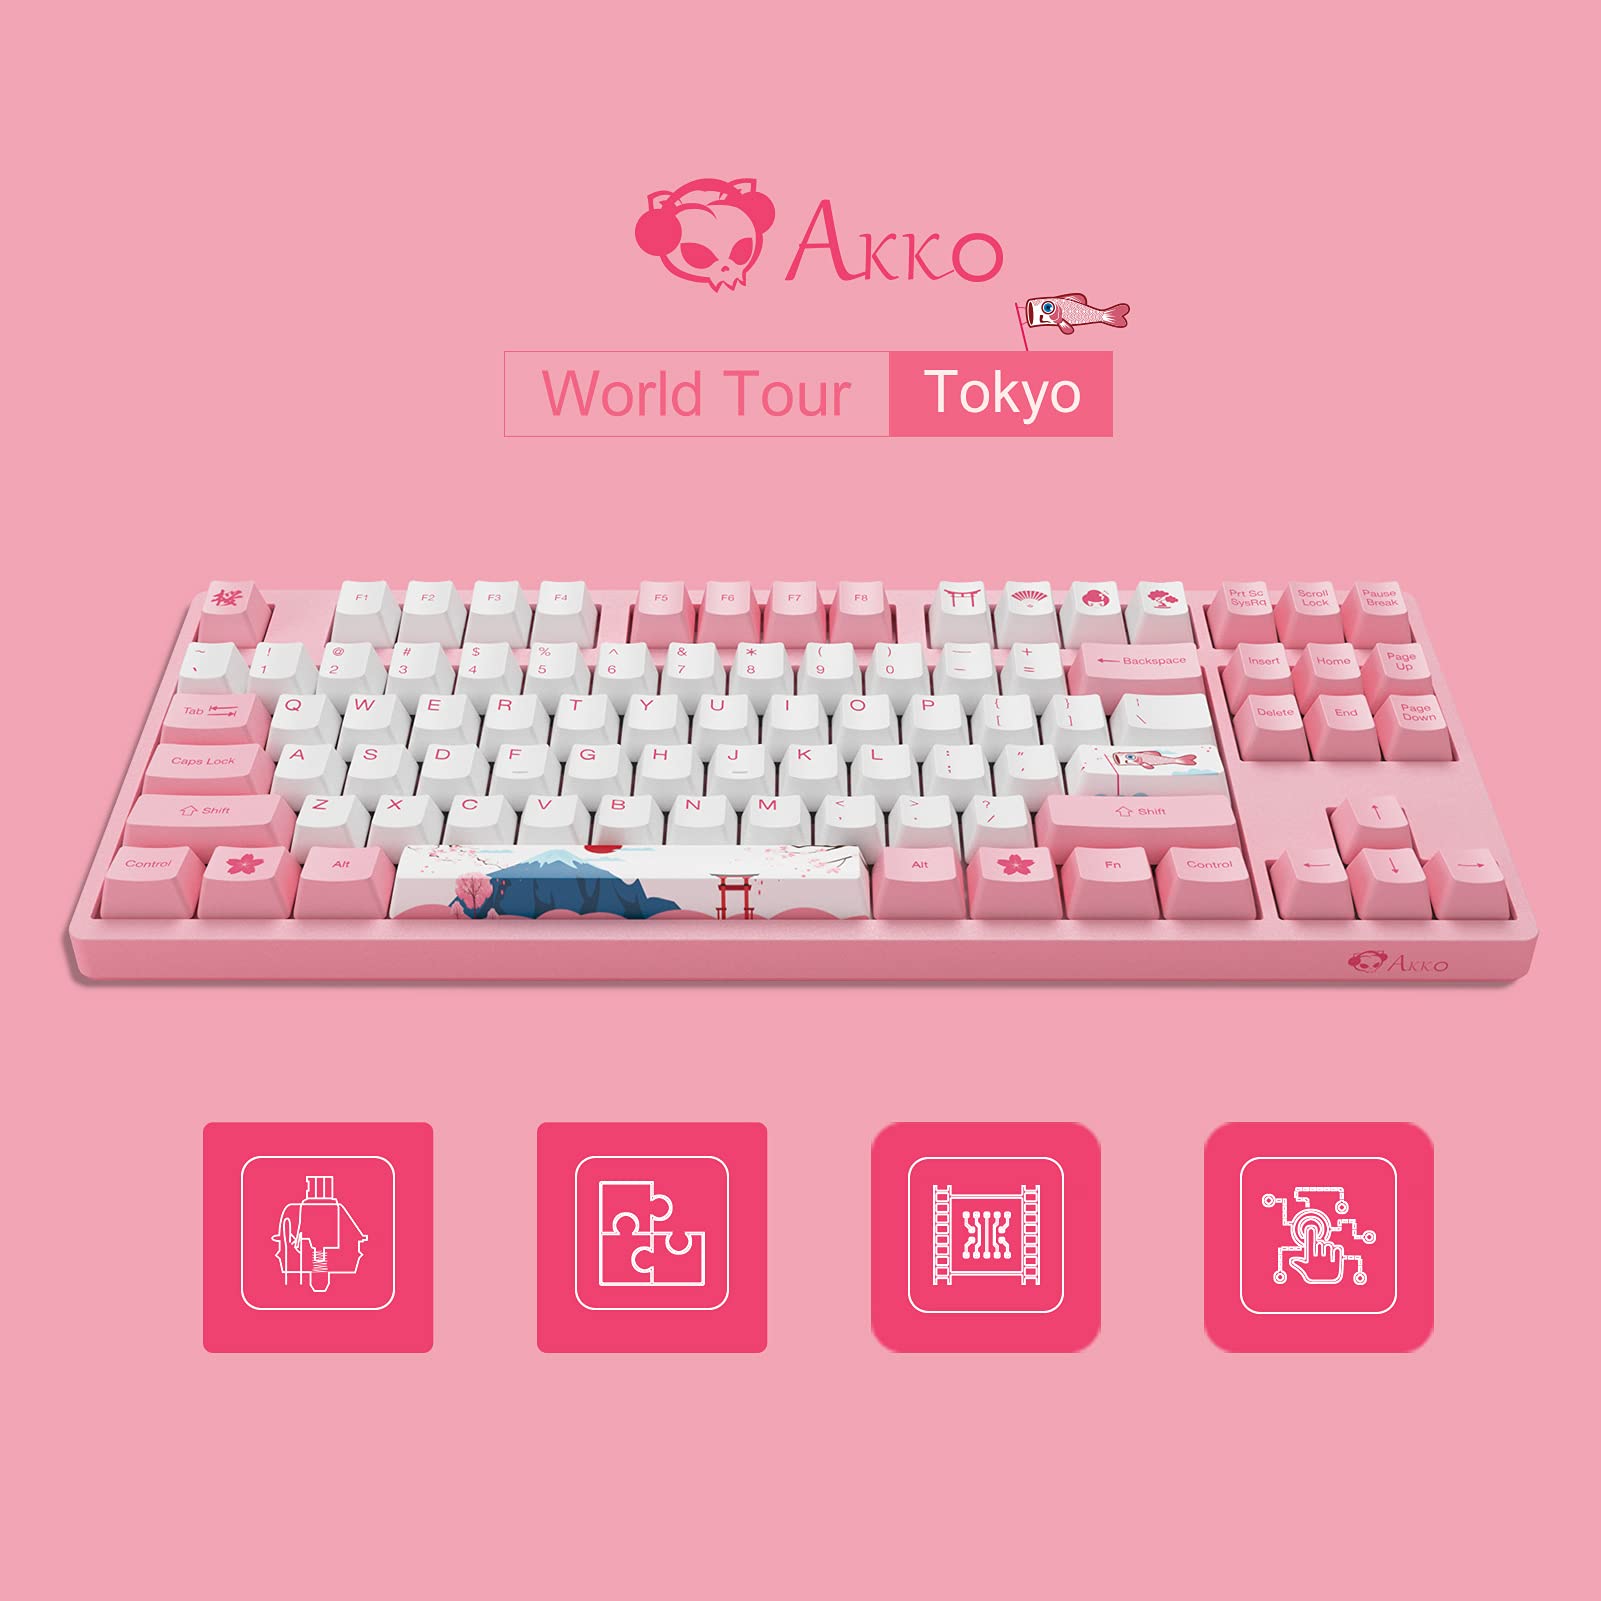 AKKO
World Tour Tokyo
桜 F1 F2 F3 F4 F5 F6 F7 F8 Prt Sc SysRq Scroll Lock Pause Break
~ ` ! 1 @ 2 # 3 $ 4 % 5 ^ 6 & 7 * 8 ( 9 ) 0 — - + = ← Backspace Insert Home Page Up
Tab Q W E R T Y U I O P { [ } ] | \ Delete End Page Down
Caps Lock A S D F G H J K L : ; " '
⇧ Shift Z X C V B N M < , > . ? / ⇧ Shift ↑
Control Alt Alt Fn Control ← ↓ →
AKKO